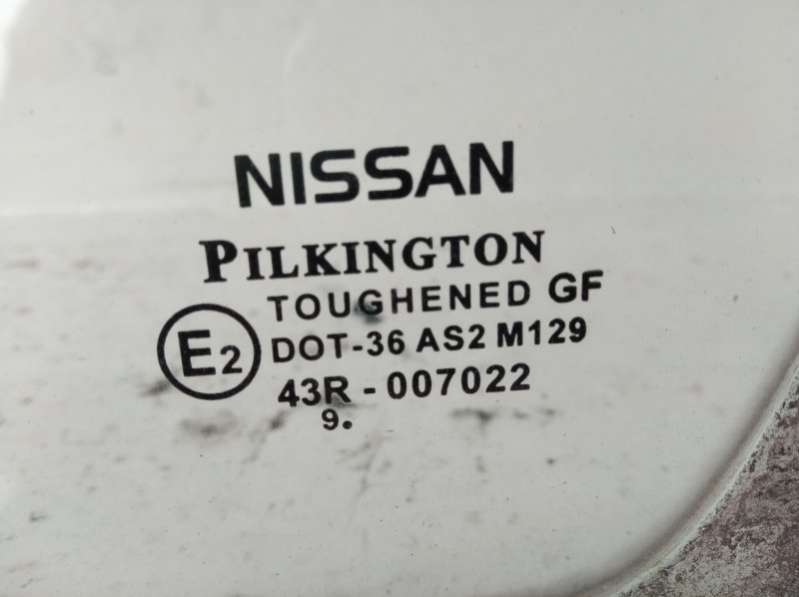 NISSAN
PILKINGTON
TOUGHENED GF
E2 DOT-36 AS2 M129
43R - 007022
9.